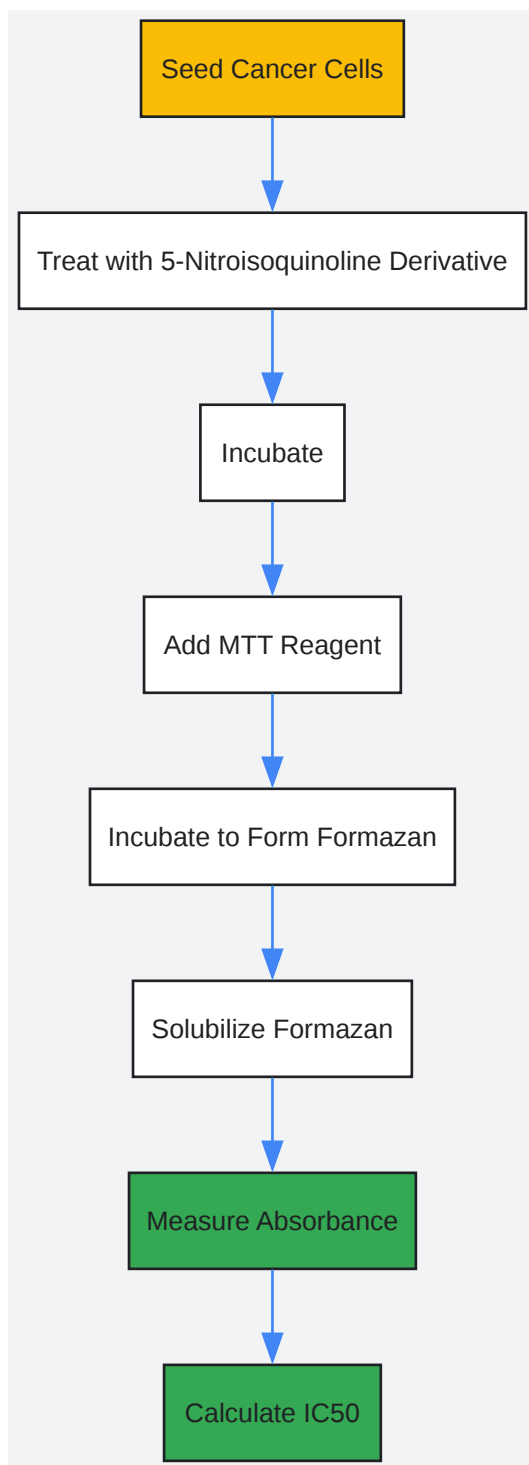 Seed Cancer Cells
Treat with 5-Nitroisoquinoline Derivative
Incubate
Add MTT Reagent
Incubate to Form Formazan
Solubilize Formazan
Measure Absorbance
Calculate IC50